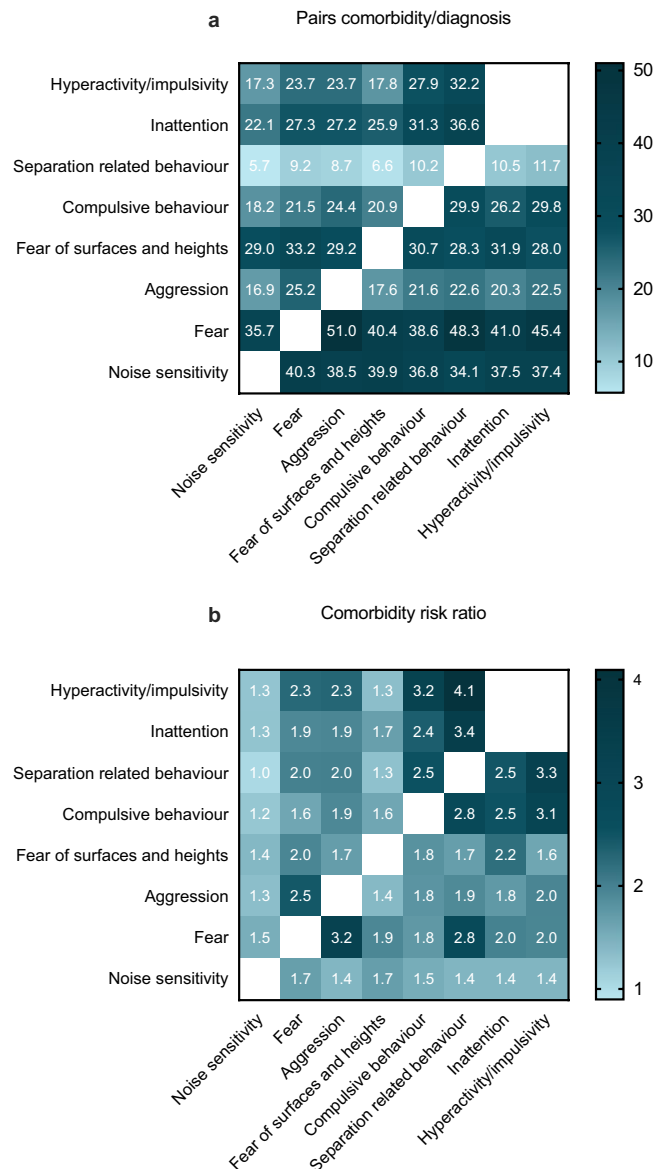 a Pairs comorbidity/diagnosis
Hyperactivity/impulsivity 17.3 23.7 23.7 17.8 27.9 32.2
Inattention 22.1 27.3 27.2 25.9 31.3 36.6
Separation related behaviour 5.7 9.2 8.7 6.6 10.2 10.5 11.7
Compulsive behaviour 18.2 21.5 24.4 20.9 29.9 26.2 29.8
Fear of surfaces and heights 29.0 33.2 29.2 30.7 28.3 31.9 28.0
Aggression 16.9 25.2 17.6 21.6 22.6 20.3 22.5
Fear 35.7 51.0 40.4 38.6 48.3 41.0 45.4
Noise sensitivity 40.3 38.5 39.9 36.8 34.1 37.5 37.4
50
40
30
20
10
Noise sensitivity
Fear
Aggression
Fear of surfaces and heights
Compulsive behaviour
Separation related behaviour
Inattention
Hyperactivity/impulsivity
b Comorbidity risk ratio
Hyperactivity/impulsivity 1.3 2.3 2.3 1.3 3.2 4.1
Inattention 1.3 1.9 1.9 1.7 2.4 3.4
Separation related behaviour 1.0 2.0 2.0 1.3 2.5 2.5 3.3
Compulsive behaviour 1.2 1.6 1.9 1.6 2.8 2.5 3.1
Fear of surfaces and heights 1.4 2.0 1.7 1.8 1.7 2.2 1.6
Aggression 1.3 2.5 1.4 1.8 1.9 1.8 2.0
Fear 1.5 3.2 1.9 1.8 2.8 2.0 2.0
Noise sensitivity 1.7 1.4 1.7 1.5 1.4 1.4 1.4
4
3
2
1
Noise sensitivity
Fear
Aggression
Fear of surfaces and heights
Compulsive behaviour
Separation related behaviour
Inattention
Hyperactivity/impulsivity